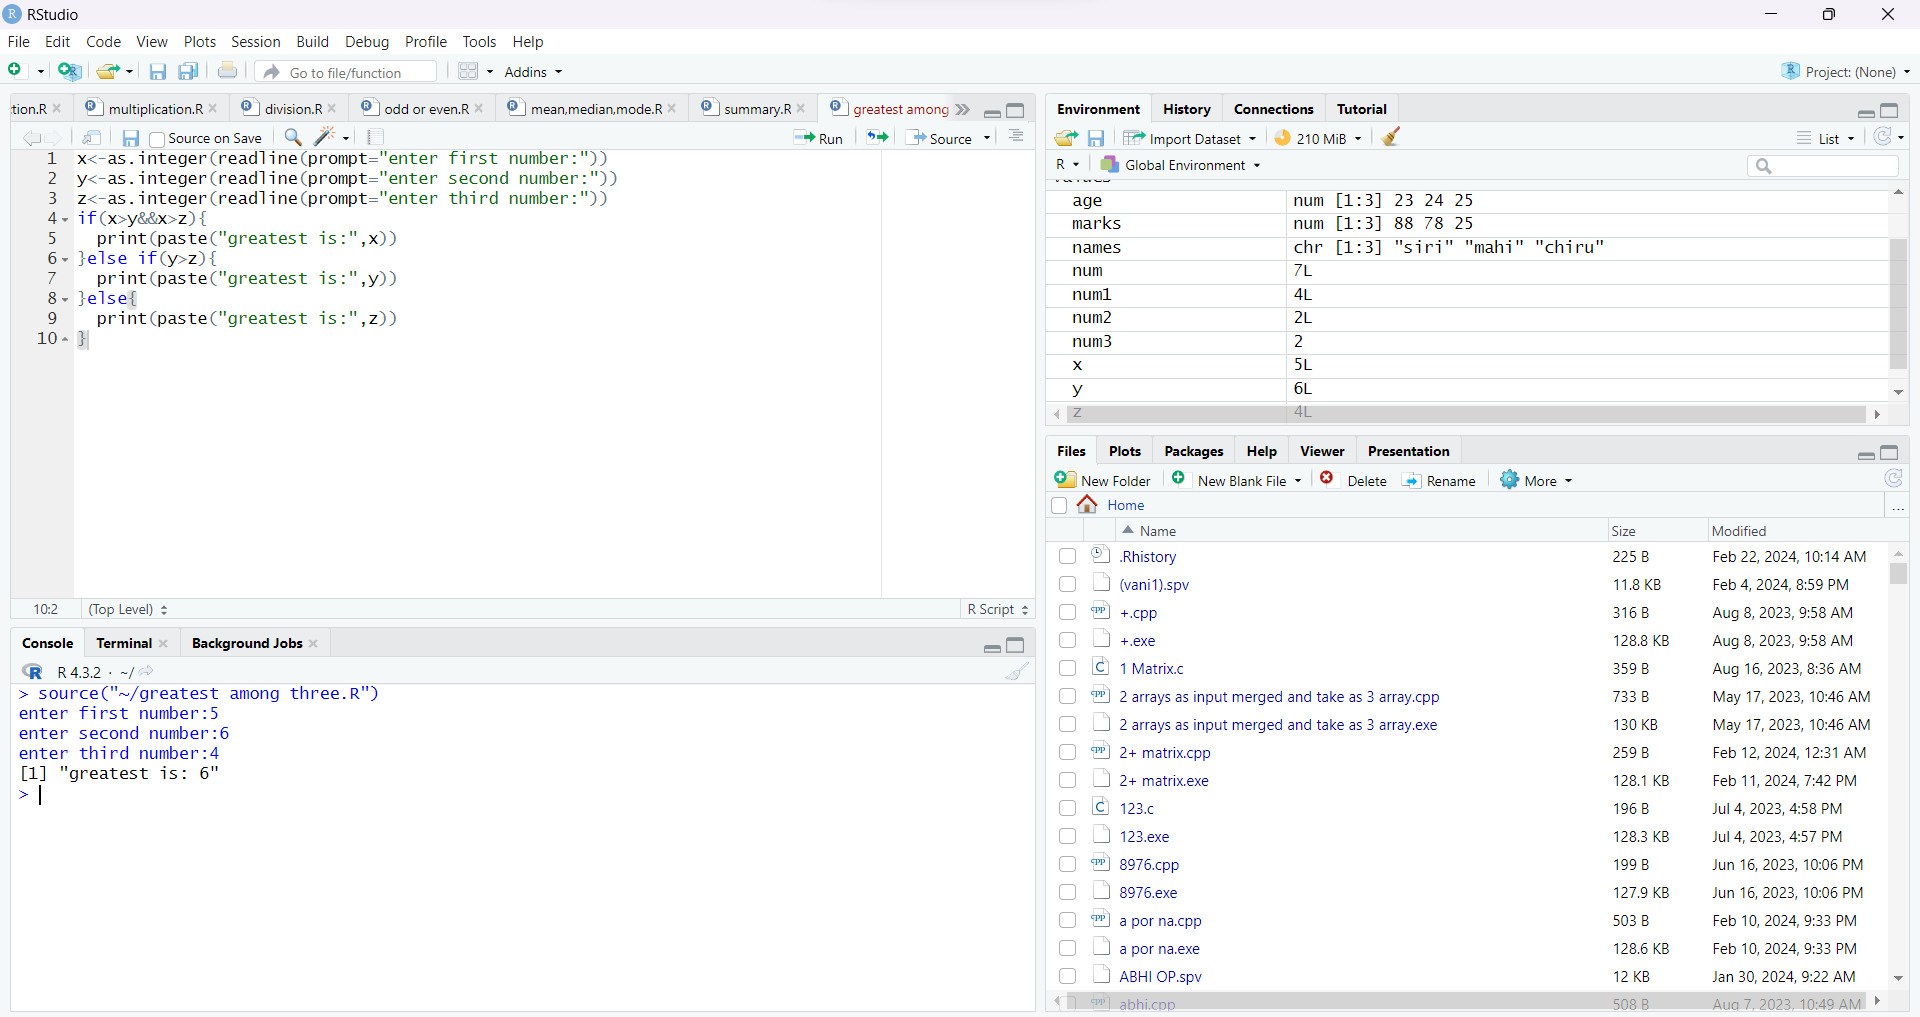 RStudio
File Edit Code View Plots Session Build Debug Profile Tools Help
Go to file/function Addins Project: (None)
tion.R multiplication.R division.R odd or even.R mean,median,mode.R summary.R greatest among
Source on Save Run Source
1 x<-as.integer(readline(prompt="enter first number:"))
2 y<-as.integer(readline(prompt="enter second number:"))
3 z<-as.integer(readline(prompt="enter third number:"))
4 if(x>y&&x>z){
5 print(paste("greatest is:",x))
6 }else if(y>z){
7 print(paste("greatest is:",y))
8 }else{
9 print(paste("greatest is:",z))
10 }
10:2 (Top Level) R Script
Console Terminal Background Jobs
R 4.3.2 · ~/
> source("~/greatest among three.R")
enter first number:5
enter second number:6
enter third number:4
[1] "greatest is: 6"
>
Environment History Connections Tutorial
Import Dataset 210 MiB List
R Global Environment
age num [1:3] 23 24 25
marks num [1:3] 88 78 25
names chr [1:3] "siri" "mahi" "chiru"
num 7L
num1 4L
num2 2L
num3 2
x 5L
y 6L
z 4L
Files Plots Packages Help Viewer Presentation
New Folder New Blank File Delete Rename More
Home ...
Name Size Modified
.Rhistory 225 B Feb 22, 2024, 10:14 AM
(vani1).spv 11.8 KB Feb 4, 2024, 8:59 PM
+.cpp 316 B Aug 8, 2023, 9:58 AM
+.exe 128.8 KB Aug 8, 2023, 9:58 AM
1 Matrix.c 359 B Aug 16, 2023, 8:36 AM
2 arrays as input merged and take as 3 array.cpp 733 B May 17, 2023, 10:46 AM
2 arrays as input merged and take as 3 array.exe 130 KB May 17, 2023, 10:46 AM
2+ matrix.cpp 259 B Feb 12, 2024, 12:31 AM
2+ matrix.exe 128.1 KB Feb 11, 2024, 7:42 PM
123.c 196 B Jul 4, 2023, 4:58 PM
123.exe 128.3 KB Jul 4, 2023, 4:57 PM
8976.cpp 199 B Jun 16, 2023, 10:06 PM
8976.exe 127.9 KB Jun 16, 2023, 10:06 PM
a por na.cpp 503 B Feb 10, 2024, 9:33 PM
a por na.exe 128.6 KB Feb 10, 2024, 9:33 PM
ABHI OP.spv 12 KB Jan 30, 2024, 9:22 AM
abhi.cpp 508 B Aug 7, 2023, 10:49 AM